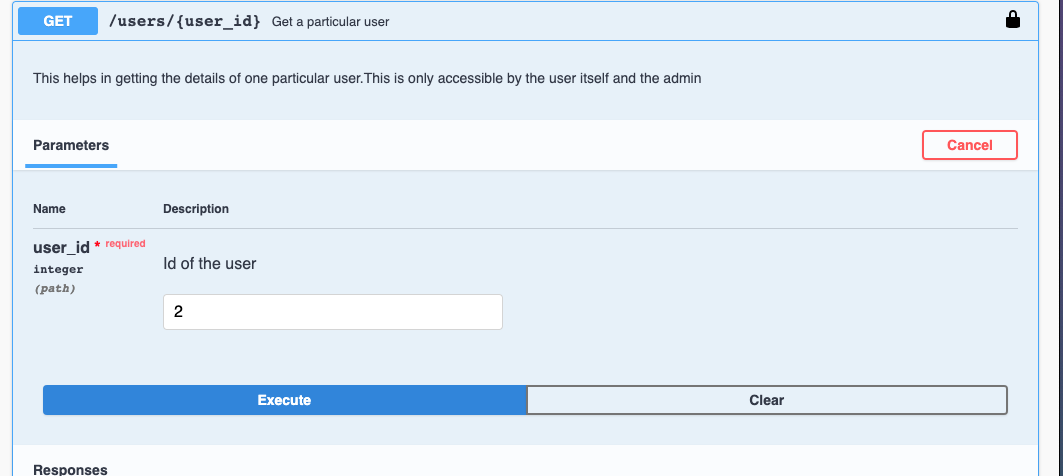 GET /users/{user_id} Get a particular user
This helps in getting the details of one particular user.This is only accessible by the user itself and the admin
Parameters Cancel
Name Description
user_id * required
integer
(path)
Id of the user
2
Execute Clear
Responses